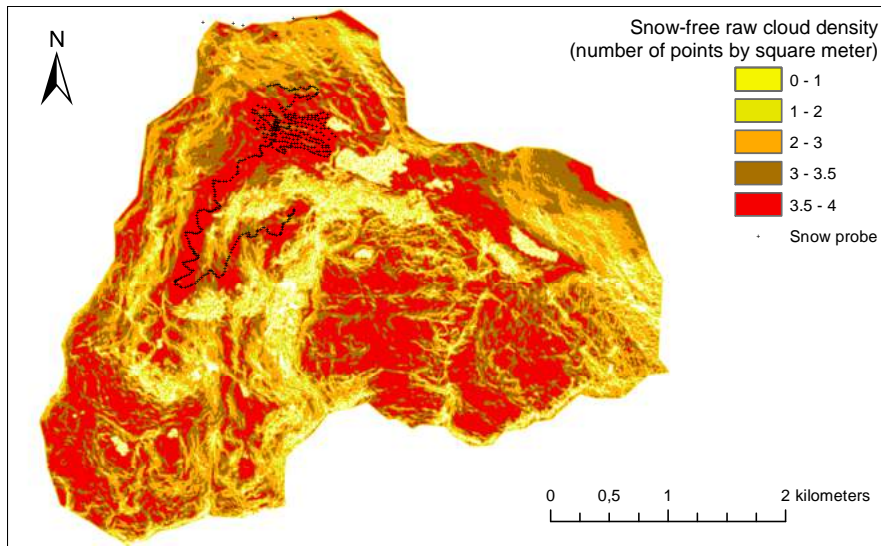 N
Snow-free raw cloud density
(number of points by square meter)
0 - 1
1 - 2
2 - 3
3 - 3.5
3.5 - 4
Snow probe
0 0,5 1 2 kilometers